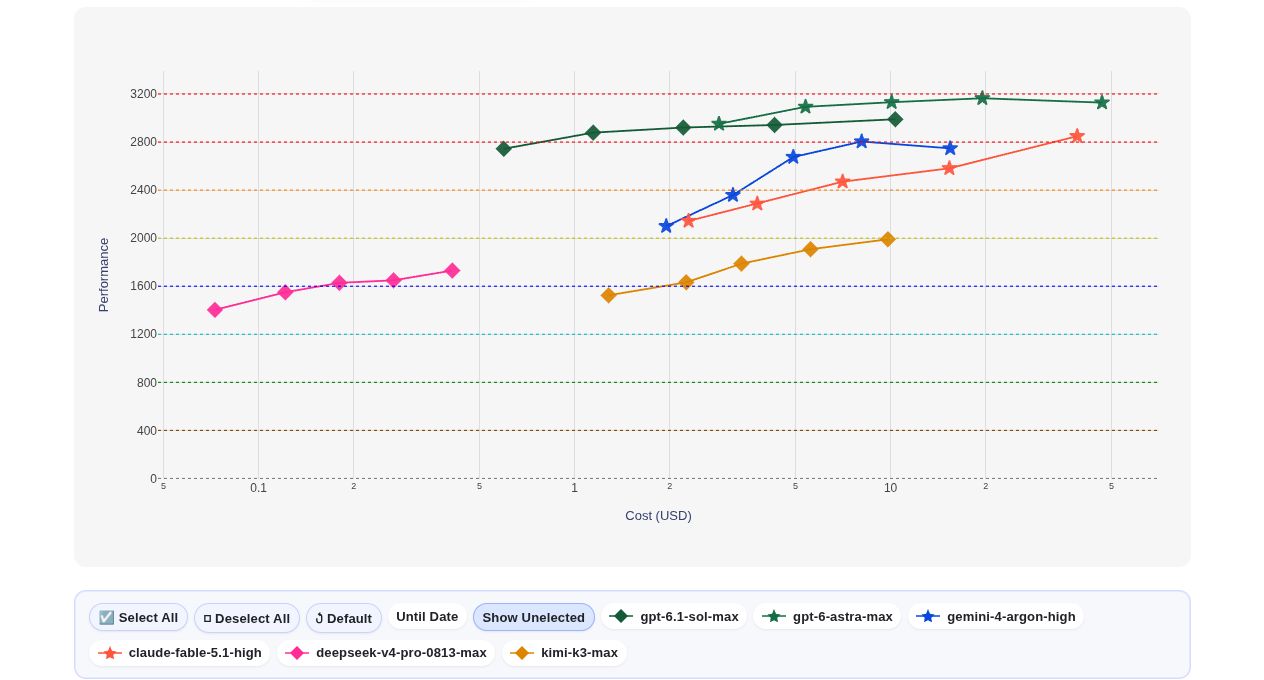 3200
2800
2400
2000
1600
1200
800
400
0
Performance
5 0.1 2 5 1 2 5 10 2 5
Cost (USD)
☑ Select All
□ Deselect All
↺ Default
Until Date
Show Unelected
gpt-6.1-sol-max
gpt-6-astra-max
gemini-4-argon-high
claude-fable-5.1-high
deepseek-v4-pro-0813-max
kimi-k3-max